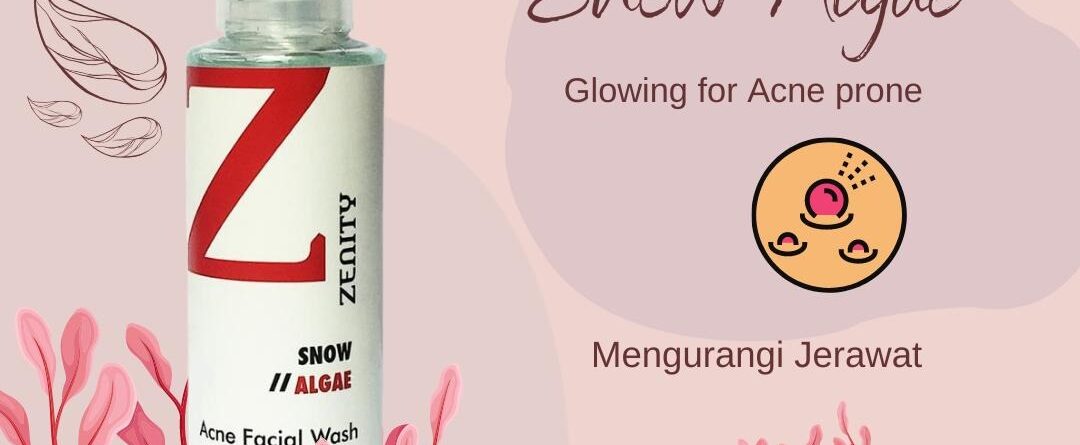 Snow Algae
Glowing for Acne prone
Mengurangi Jerawat
Z
ZENITY
SNOW
// ALGAE
Acne Facial Wash